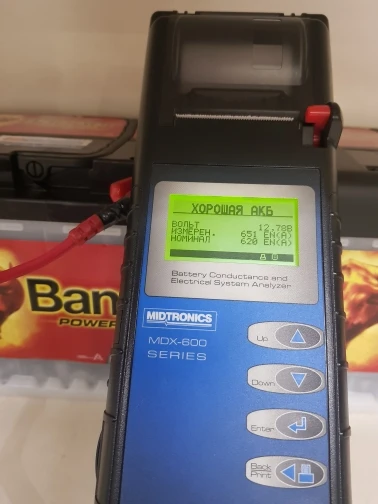 ХОРОШАЯ АКБ
ВОЛЬТ 12.78В
ИЗМЕРЕН. 651 EN(A)
НОМИНАЛ 620 EN(A)
Battery Conductance and
Electrical System Analyzer
MIDTRONICS
MDX-600
SERIES
Up
Down
Enter
Back
Print
Ban
POWER